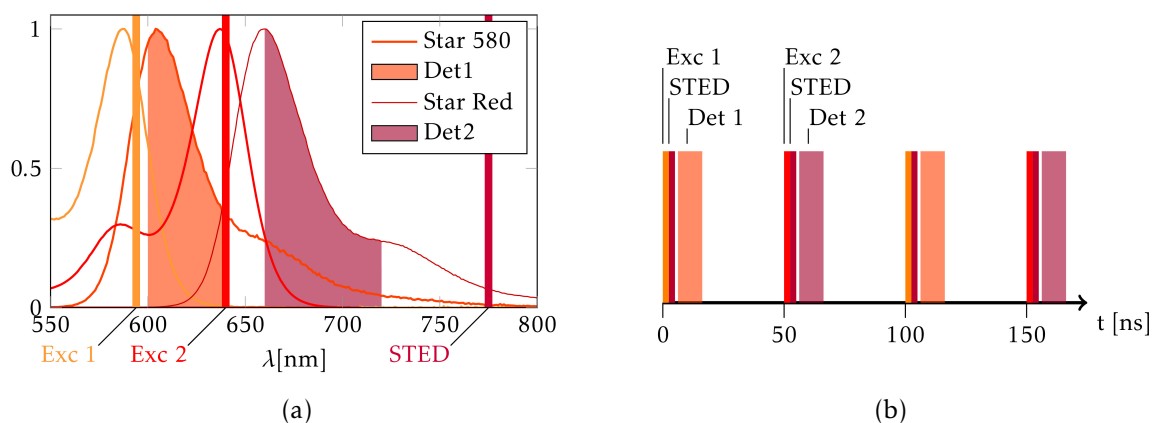 1
0.5
0
Star 580
Det1
Star Red
Det2
550 600 650 700 750 800
Exc 1 Exc 2 λ[nm] STED
(a)
Exc 1 Exc 2
STED STED
Det 1 Det 2
0 50 100 150
t [ns]
(b)